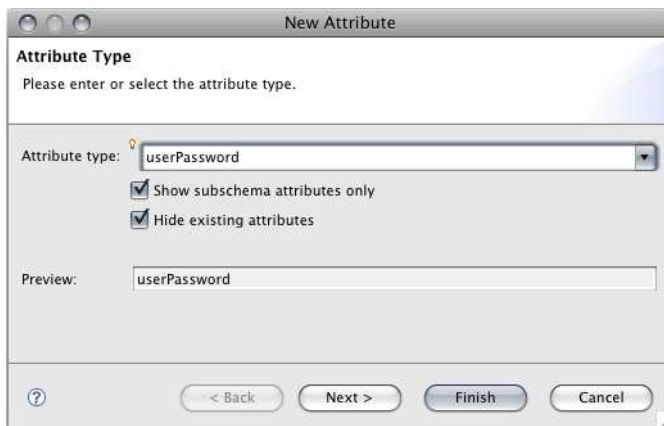 New Attribute
Attribute Type
Please enter or select the attribute type.
Attribute type: userPassword
Show subschema attributes only
Hide existing attributes
Preview: userPassword
? < Back Next > Finish Cancel